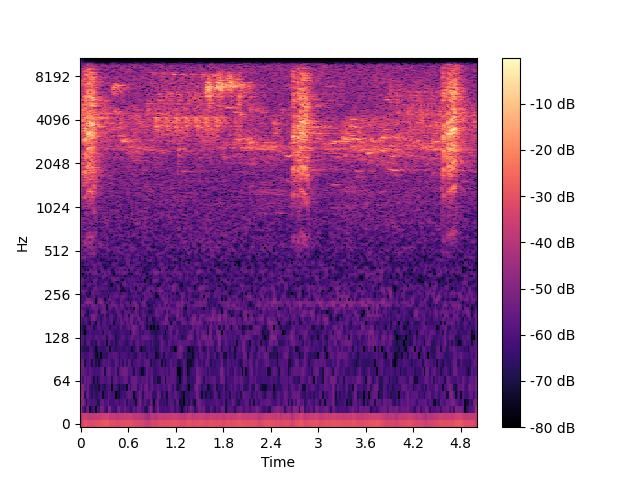 8192
4096
2048
1024
512
256
128
64
0
Hz
0 0.6 1.2 1.8 2.4 3 3.6 4.2 4.8
Time
-10 dB
-20 dB
-30 dB
-40 dB
-50 dB
-60 dB
-70 dB
-80 dB